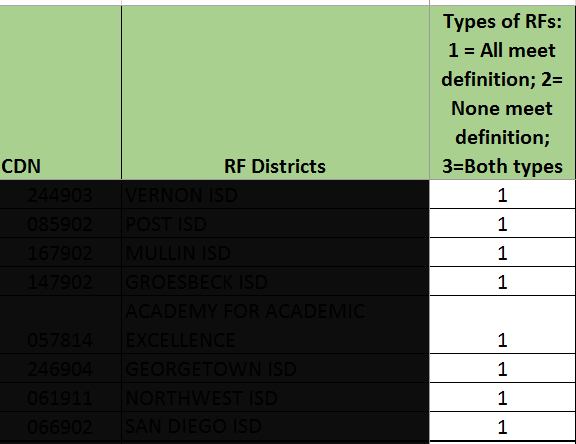 Types of RFs:
1 = All meet
definition; 2=
None meet
definition;
CDN RF Districts 3=Both types
244903 VERNON ISD 1
085902 POST ISD 1
167902 MULLIN ISD 1
147902 GROESBECK ISD 1
ACADEMY FOR ACADEMIC
057814 EXCELLENCE 1
246904 GEORGETOWN ISD 1
061911 NORTHWEST ISD 1
066902 SAN DIEGO ISD 1